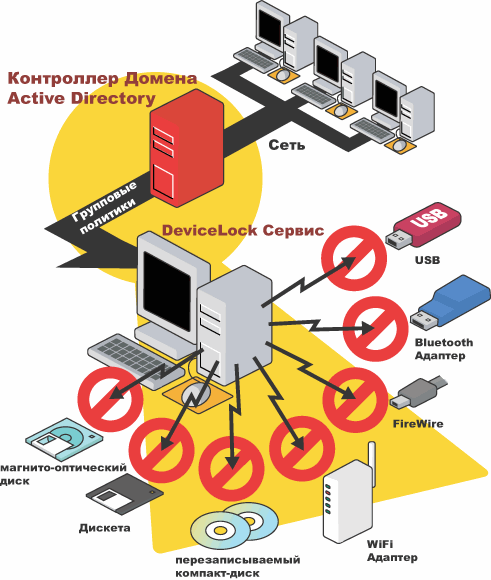 Контроллер Домена
Active Directory
Сеть
Групповые
политики
DeviceLock Сервис
USB
USB
Bluetooth
Адаптер
FireWire
магнито-оптический
диск
Дискета
перезаписываемый
компакт-диск
WiFi
Адаптер